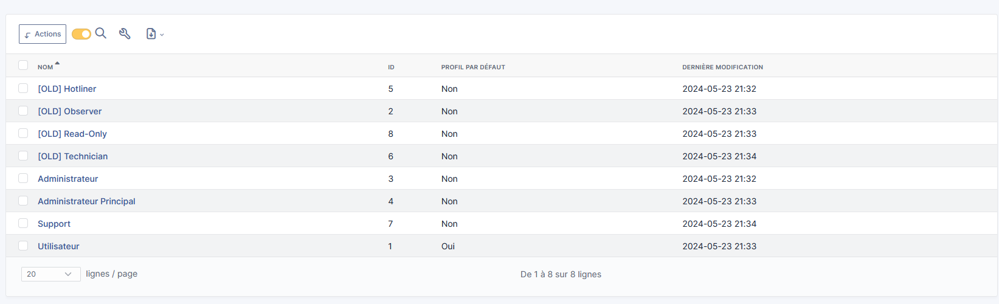 Actions
NOM ID PROFIL PAR DÉFAUT DERNIÈRE MODIFICATION
[OLD] Hotliner 5 Non 2024-05-23 21:32
[OLD] Observer 2 Non 2024-05-23 21:33
[OLD] Read-Only 8 Non 2024-05-23 21:33
[OLD] Technician 6 Non 2024-05-23 21:34
Administrateur 3 Non 2024-05-23 21:32
Administrateur Principal 4 Non 2024-05-23 21:33
Support 7 Non 2024-05-23 21:34
Utilisateur 1 Oui 2024-05-23 21:33
20 lignes / page De 1 à 8 sur 8 lignes